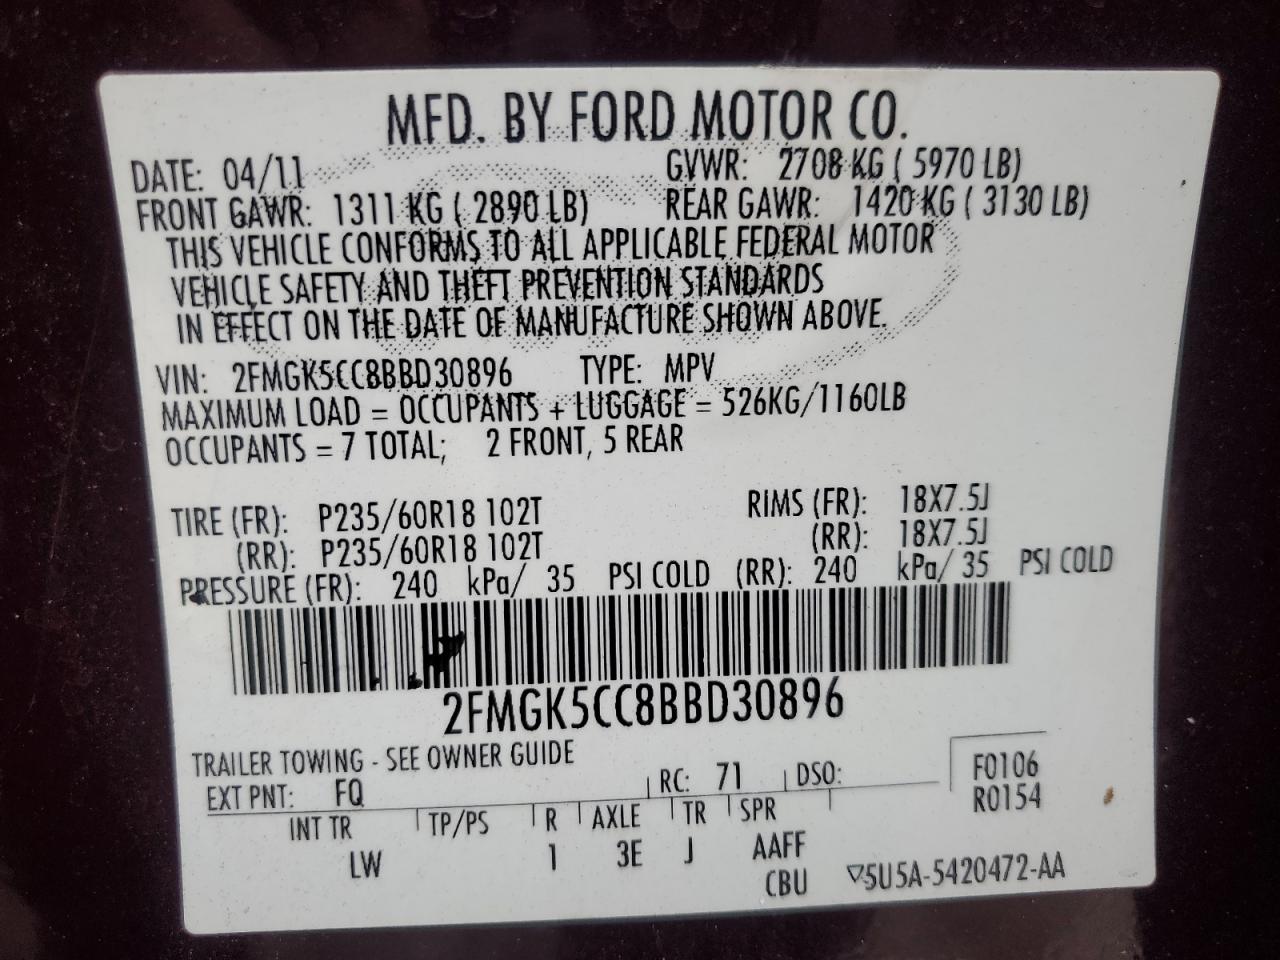 MFD. BY FORD MOTOR CO.
DATE: 04/11 GVWR: 2708 KG ( 5970 LB)
FRONT GAWR: 1311 KG ( 2890 LB) REAR GAWR: 1420 KG ( 3130 LB)
THIS VEHICLE CONFORMS TO ALL APPLICABLE FEDERAL MOTOR
VEHICLE SAFETY AND THEFT PREVENTION STANDARDS
IN EFFECT ON THE DATE OF MANUFACTURE SHOWN ABOVE.
VIN: 2FMGK5CC8BBD30896 TYPE: MPV
MAXIMUM LOAD = OCCUPANTS + LUGGAGE = 526KG/1160LB
OCCUPANTS = 7 TOTAL; 2 FRONT, 5 REAR
TIRE (FR): P235/60R18 102T RIMS (FR): 18X7.5J
(RR): P235/60R18 102T (RR): 18X7.5J
PRESSURE (FR): 240 kPa/ 35 PSI COLD (RR): 240 kPa/ 35 PSI COLD
2FMGK5CC8BBD30896
TRAILER TOWING - SEE OWNER GUIDE
EXT PNT: FQ RC: 71 DSO: F0106
R0154
INT TR TP/PS R AXLE TR SPR
LW 1 3E J AAFF
CBU 5U5A-5420472-AA